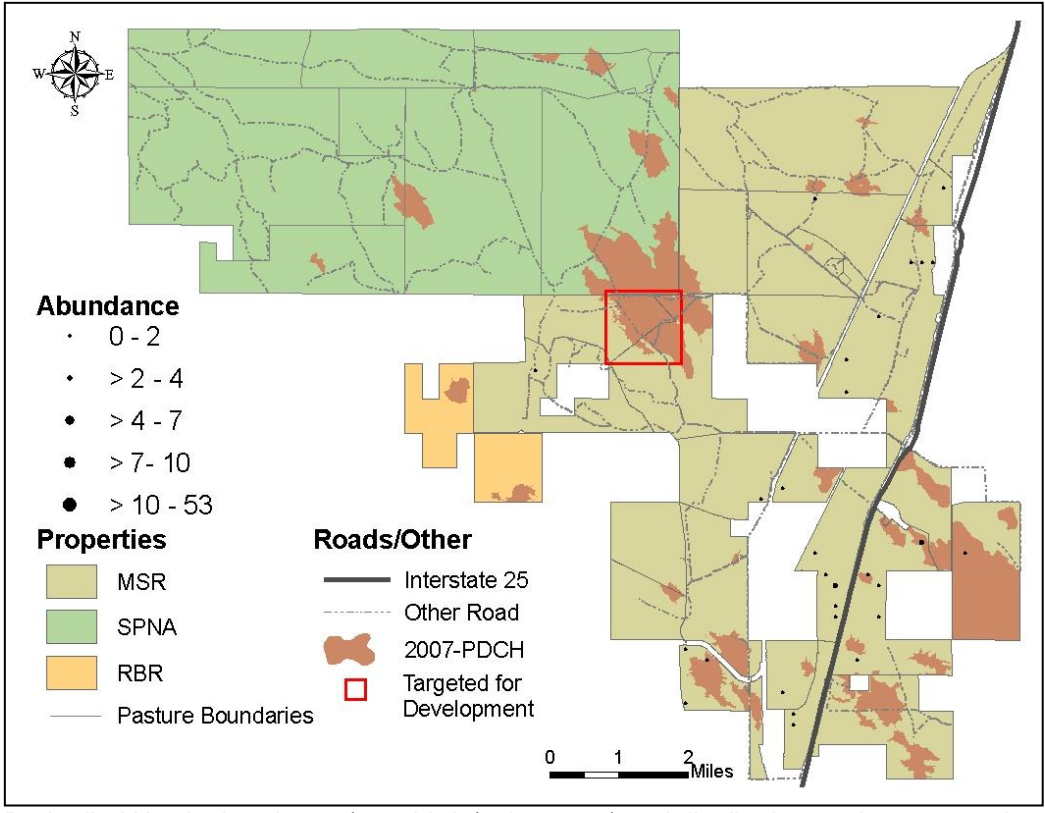 N
W E
S
Abundance
0 - 2
> 2 - 4
> 4 - 7
> 7 - 10
> 10 - 53
Properties
MSR
SPNA
RBR
Pasture Boundaries
Roads/Other
Interstate 25
Other Road
2007-PDCH
Targeted for
Development
0 1 2
Miles